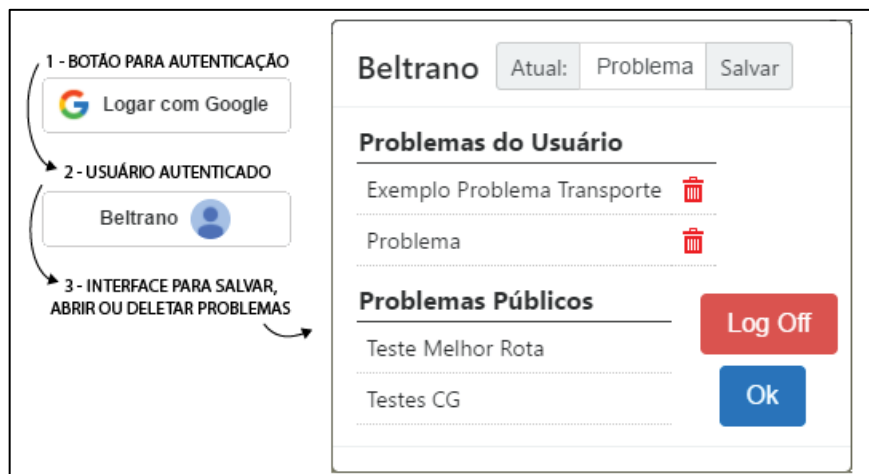 1 - BOTÃO PARA AUTENTICAÇÃO
Logar com Google
2 - USUÁRIO AUTENTICADO
Beltrano
3 - INTERFACE PARA SALVAR,
ABRIR OU DELETAR PROBLEMAS
Beltrano Atual: Problema Salvar
Problemas do Usuário
Exemplo Problema Transporte
Problema
Problemas Públicos
Teste Melhor Rota
Testes CG
Log Off
Ok